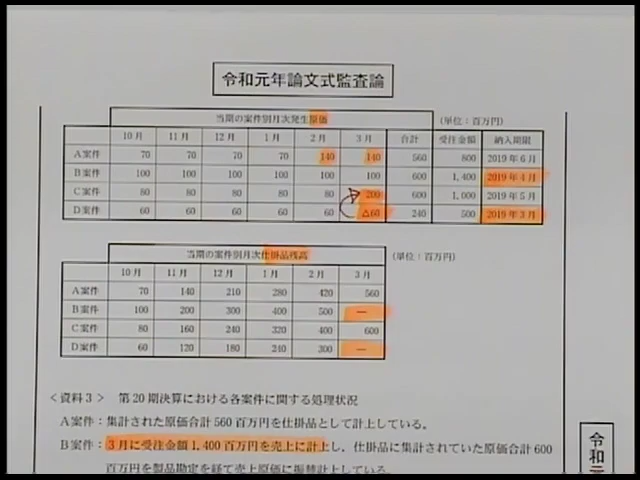 令和元年論文式監査論
当期の案件別月次発生原価 (単位：百万円)
10月 11月 12月 1月 2月 3月 合計 受注金額 納入期限
A案件 70 70 70 70 140 140 560 800 2019年6月
B案件 100 100 100 100 100 100 600 1,400 2019年4月
C案件 80 80 80 80 80 200 600 1,000 2019年5月
D案件 60 60 60 60 60 △60 240 500 2019年3月
当期の案件別月次仕掛品残高 (単位：百万円)
10月 11月 12月 1月 2月 3月
A案件 70 140 210 280 420 560
B案件 100 200 300 400 500 ―
C案件 80 160 240 320 400 600
D案件 60 120 180 240 300 ―
＜資料3＞ 第20期決算における各案件に関する処理状況
A案件：集計された原価合計560百万円を仕掛品として計上している。
B案件：3月に受注金額1,400百万円を売上に計上し、仕掛品に集計されていた原価合計600
百万円を製品勘定を経て売上原価に振替計上している。
令和元